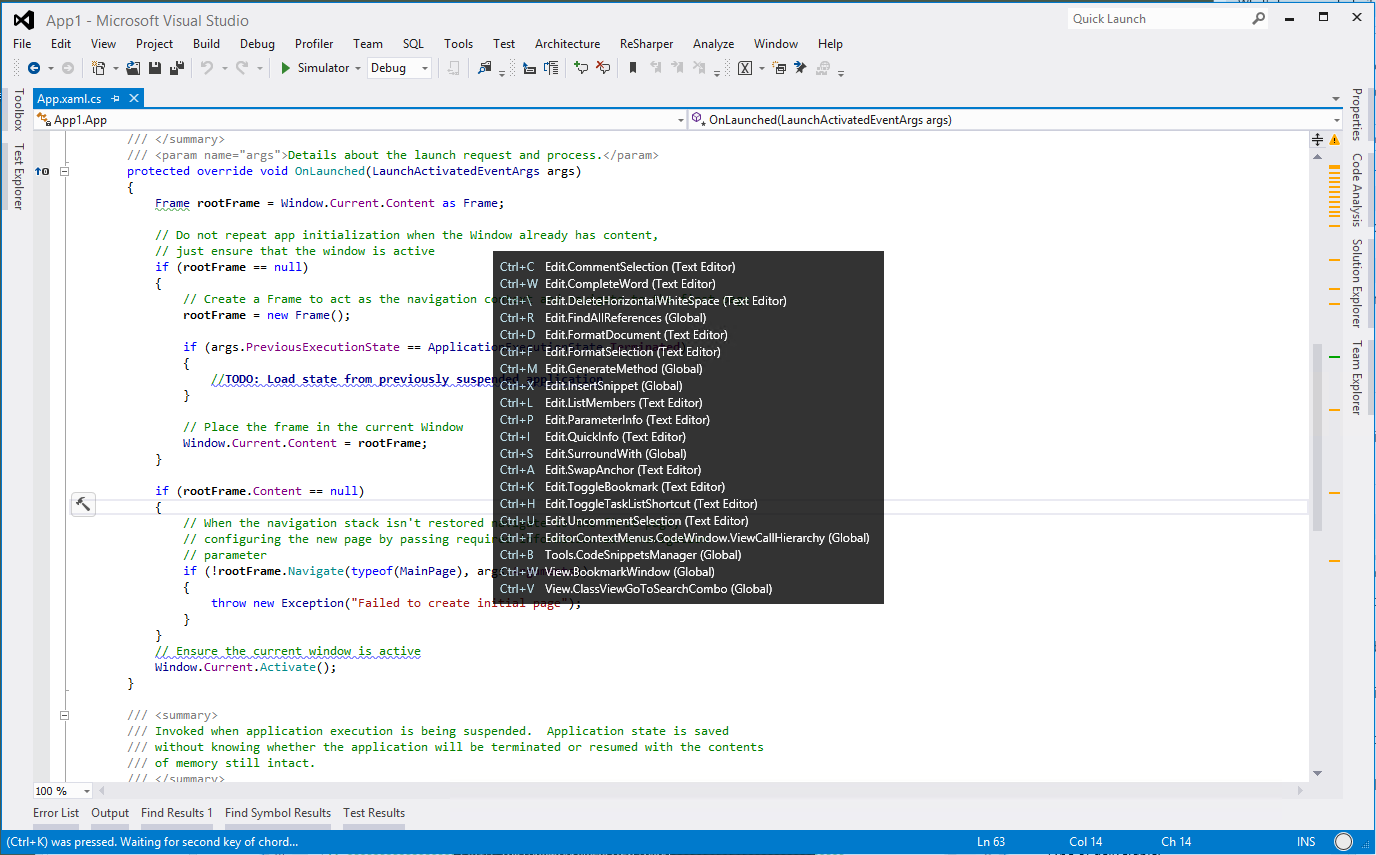 App1 - Microsoft Visual Studio
Quick Launch
File Edit View Project Build Debug Profiler Team SQL Tools Test Architecture ReSharper Analyze Window Help
Simulator Debug
App.xaml.cs
App1.App OnLaunched(LaunchActivatedEventArgs args)
Toolbox
Test Explorer
Properties
Code Analysis
Solution Explorer
Team Explorer
/// </summary>
/// <param name="args">Details about the launch request and process.</param>
protected override void OnLaunched(LaunchActivatedEventArgs args)
{
Frame rootFrame = Window.Current.Content as Frame;
// Do not repeat app initialization when the Window already has content,
// just ensure that the window is active
if (rootFrame == null)
{
// Create a Frame to act as the navigation
rootFrame = new Frame();
if (args.PreviousExecutionState ==
{
//TODO: Load state from previously suspended application
}
// Place the frame in the current Window
Window.Current.Content = rootFrame;
}
if (rootFrame.Content == null)
{
// When the navigation stack isn't restored
// configuring the new page by passing
// parameter
if (!rootFrame.Navigate(typeof(MainPage),
{
throw new Exception("Failed to create initial page");
}
}
// Ensure the current window is active
Window.Current.Activate();
}
/// <summary>
/// Invoked when application execution is being suspended.  Application state is saved
/// without knowing whether the application will be terminated or resumed with the contents
/// of memory still intact.
/// </summary>
Ctrl+C Edit.CommentSelection (Text Editor)
Ctrl+W Edit.CompleteWord (Text Editor)
Ctrl+\ Edit.DeleteHorizontalWhiteSpace (Text Editor)
Ctrl+R Edit.FindAllReferences (Global)
Ctrl+D Edit.FormatDocument (Text Editor)
Ctrl+F Edit.FormatSelection (Text Editor)
Ctrl+M Edit.GenerateMethod (Global)
Ctrl+X Edit.InsertSnippet (Global)
Ctrl+L Edit.ListMembers (Text Editor)
Ctrl+P Edit.ParameterInfo (Text Editor)
Ctrl+I Edit.QuickInfo (Text Editor)
Ctrl+S Edit.SurroundWith (Global)
Ctrl+A Edit.SwapAnchor (Text Editor)
Ctrl+K Edit.ToggleBookmark (Text Editor)
Ctrl+H Edit.ToggleTaskListShortcut (Text Editor)
Ctrl+U Edit.UncommentSelection (Text Editor)
Ctrl+T EditorContextMenus.CodeWindow.ViewCallHierarchy (Global)
Ctrl+B Tools.CodeSnippetsManager (Global)
Ctrl+W View.BookmarkWindow (Global)
Ctrl+V View.ClassViewGoToSearchCombo (Global)
100 %
Error List Output Find Results 1 Find Symbol Results Test Results
(Ctrl+K) was pressed. Waiting for second key of chord... Ln 63 Col 14 Ch 14 INS